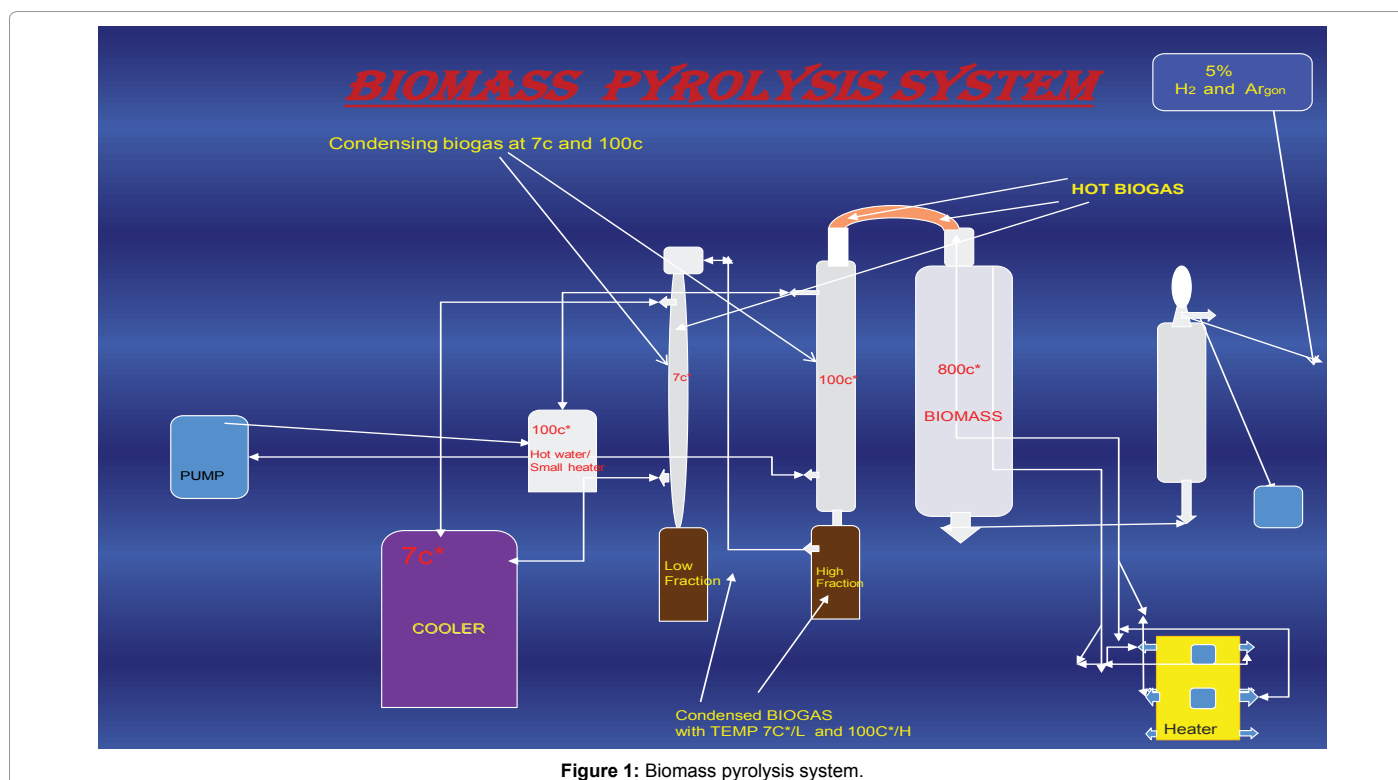 BIOMASS PYROLYSIS SYSTEM
5%
H2 and Argon
Condensing biogas at 7c and 100c
HOT BIOGAS
7c*
100c*
800c*
BIOMASS
100c*
Hot water/
Small heater
PUMP
7c*
COOLER
Low
Fraction
High
Fraction
Condensed BIOGAS
with TEMP 7C*/L and 100C*/H
Heater
Figure 1: Biomass pyrolysis system.